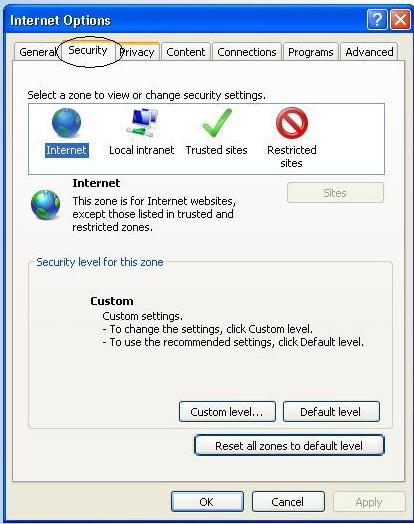 Internet Options
General Security Privacy Content Connections Programs Advanced
Select a zone to view or change security settings.
Internet Local intranet Trusted sites Restricted sites
Internet
This zone is for Internet websites,
except those listed in trusted and
restricted zones.
Sites
Security level for this zone
Custom
Custom settings.
- To change the settings, click Custom level.
- To use the recommended settings, click Default level.
Custom level... Default level
Reset all zones to default level
OK Cancel Apply